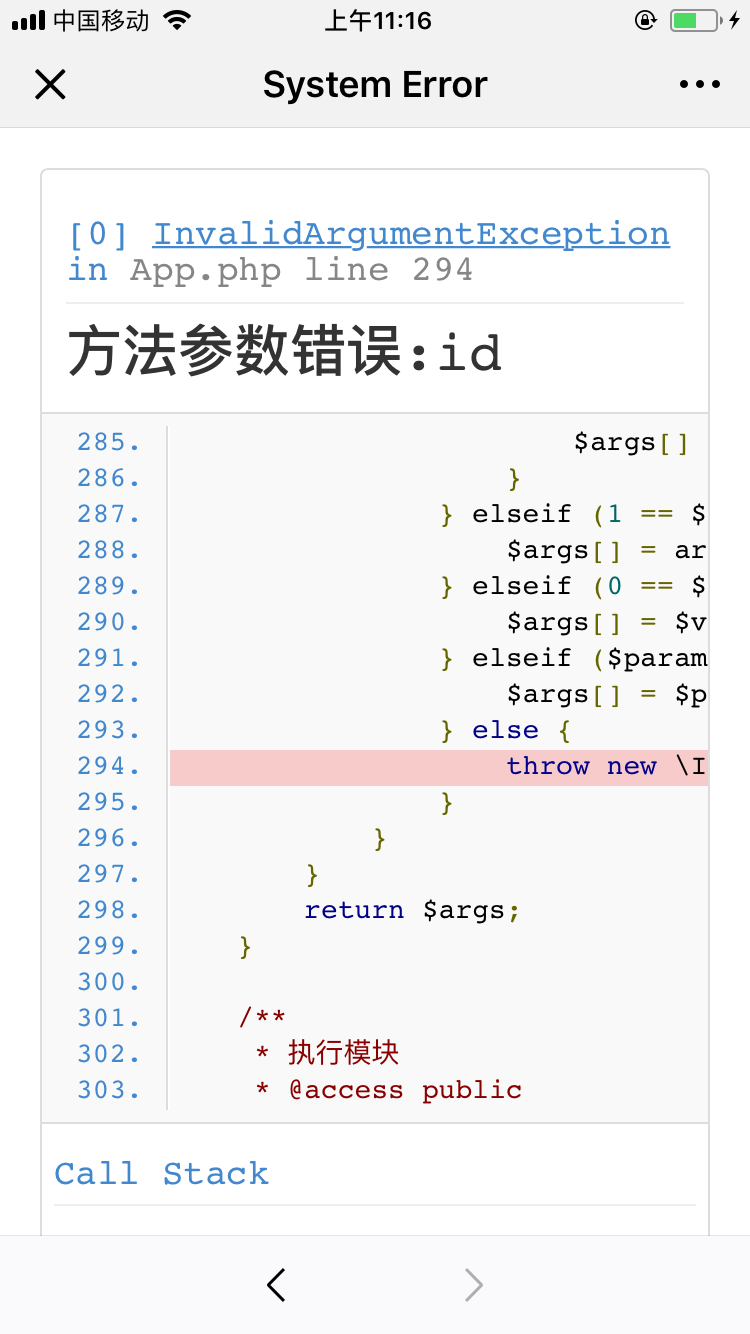 中国移动 上午11:16
System Error
[0] InvalidArgumentException
in App.php line 294
方法参数错误:id
285. $args[]
286. }
287. } elseif (1 == $
288. $args[] = ar
289. } elseif (0 == $
290. $args[] = $v
291. } elseif ($param
292. $args[] = $p
293. } else {
294. throw new \I
295. }
296. }
297. }
298. return $args;
299. }
300.
301. /**
302. * 执行模块
303. * @access public
Call Stack